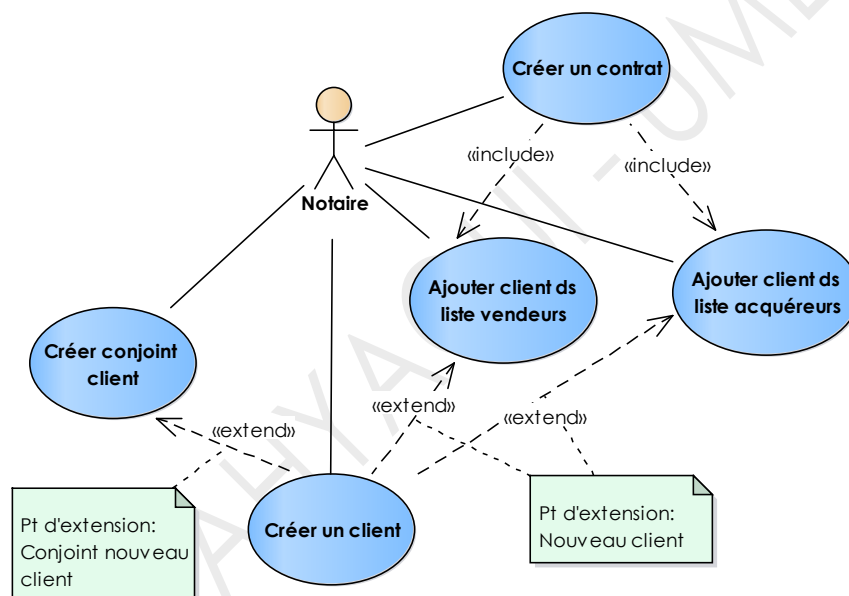 Créer un contrat
«include»
«include»
Notaire
Ajouter client ds
liste vendeurs
Ajouter client ds
liste acquéreurs
Créer conjoint
client
«extend»
«extend»
«extend»
Créer un client
Pt d'extension:
Conjoint nouveau
client
Pt d'extension:
Nouveau client